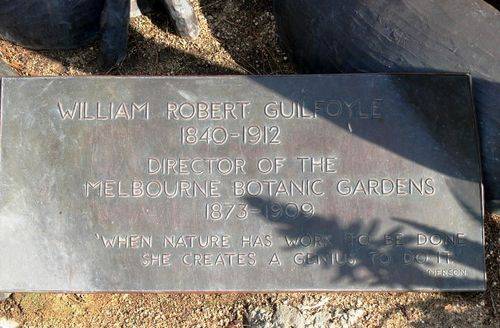 WILLIAM ROBERT GUILFOYLE
1840-1912
DIRECTOR OF THE
MELBOURNE BOTANIC GARDENS
1873-1909
'WHEN NATURE HAS WORK TO BE DONE
SHE CREATES A GENIUS TO DO IT'
EMERSON